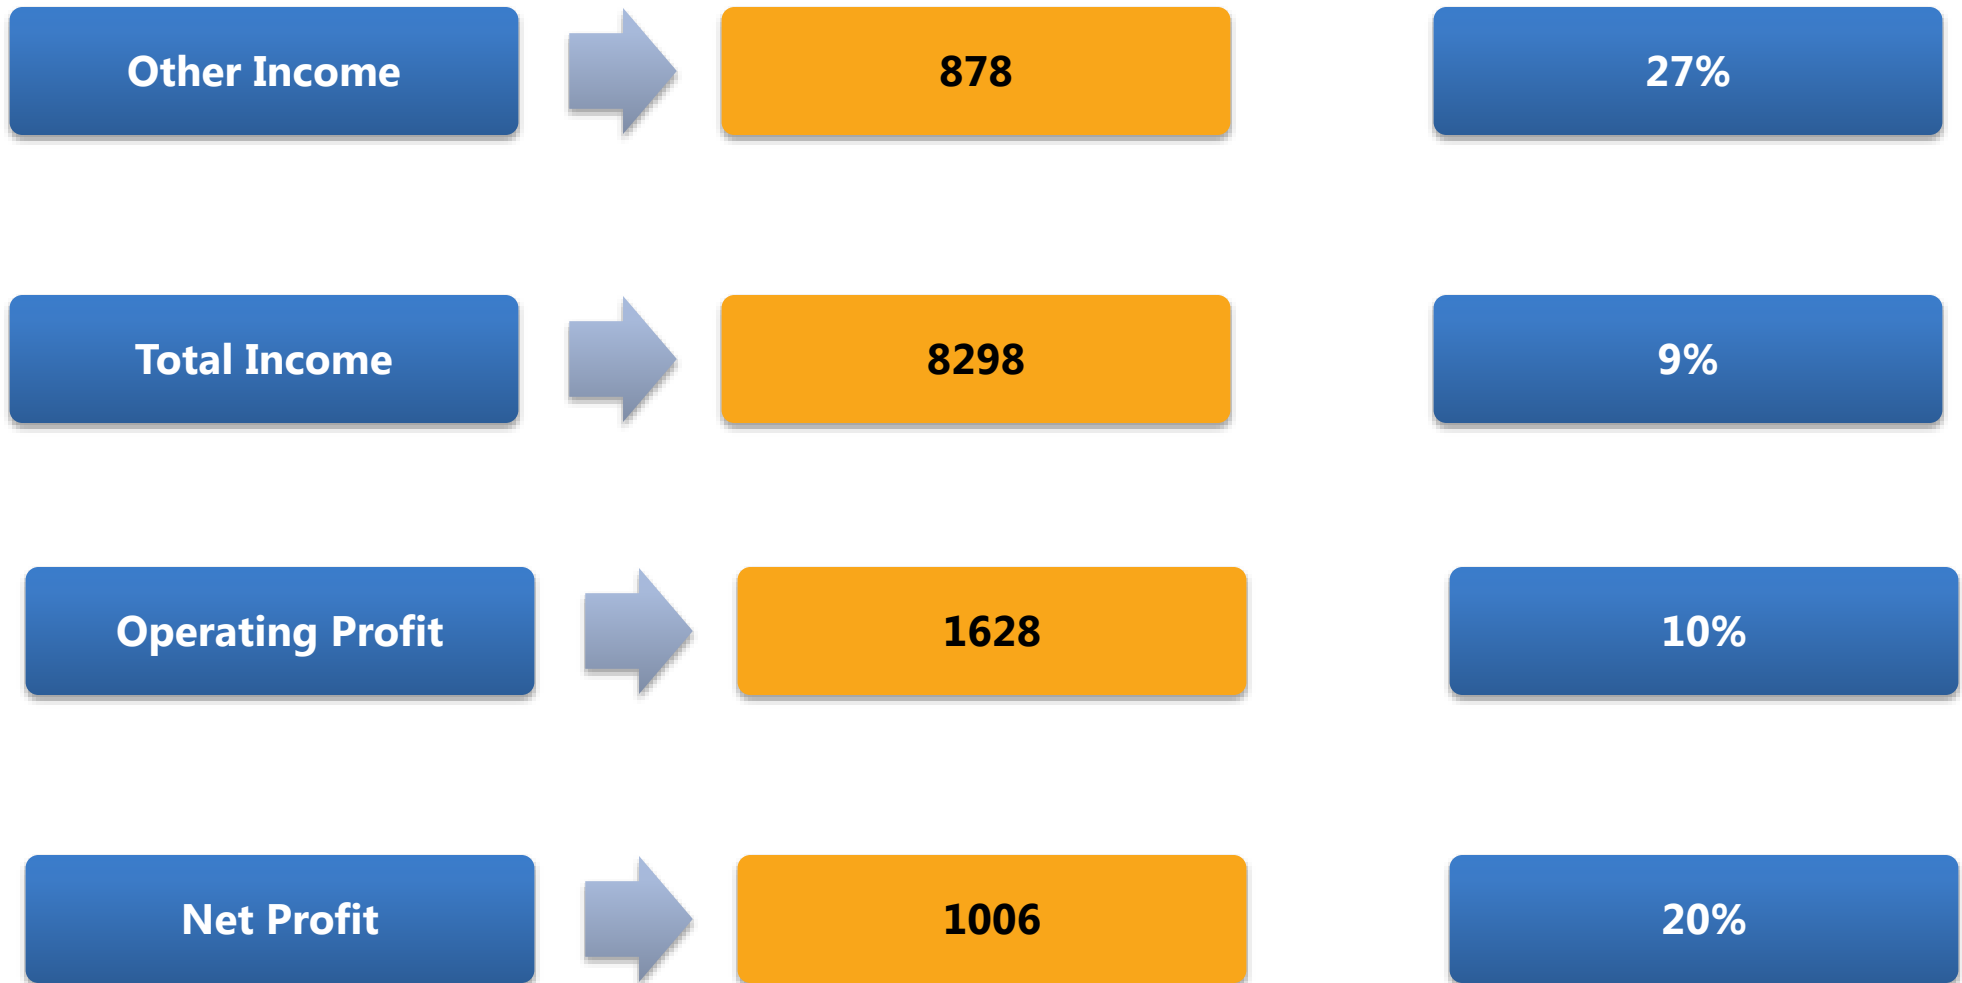 Other Income 878 27%
Total Income 8298 9%
Operating Profit 1628 10%
Net Profit 1006 20%